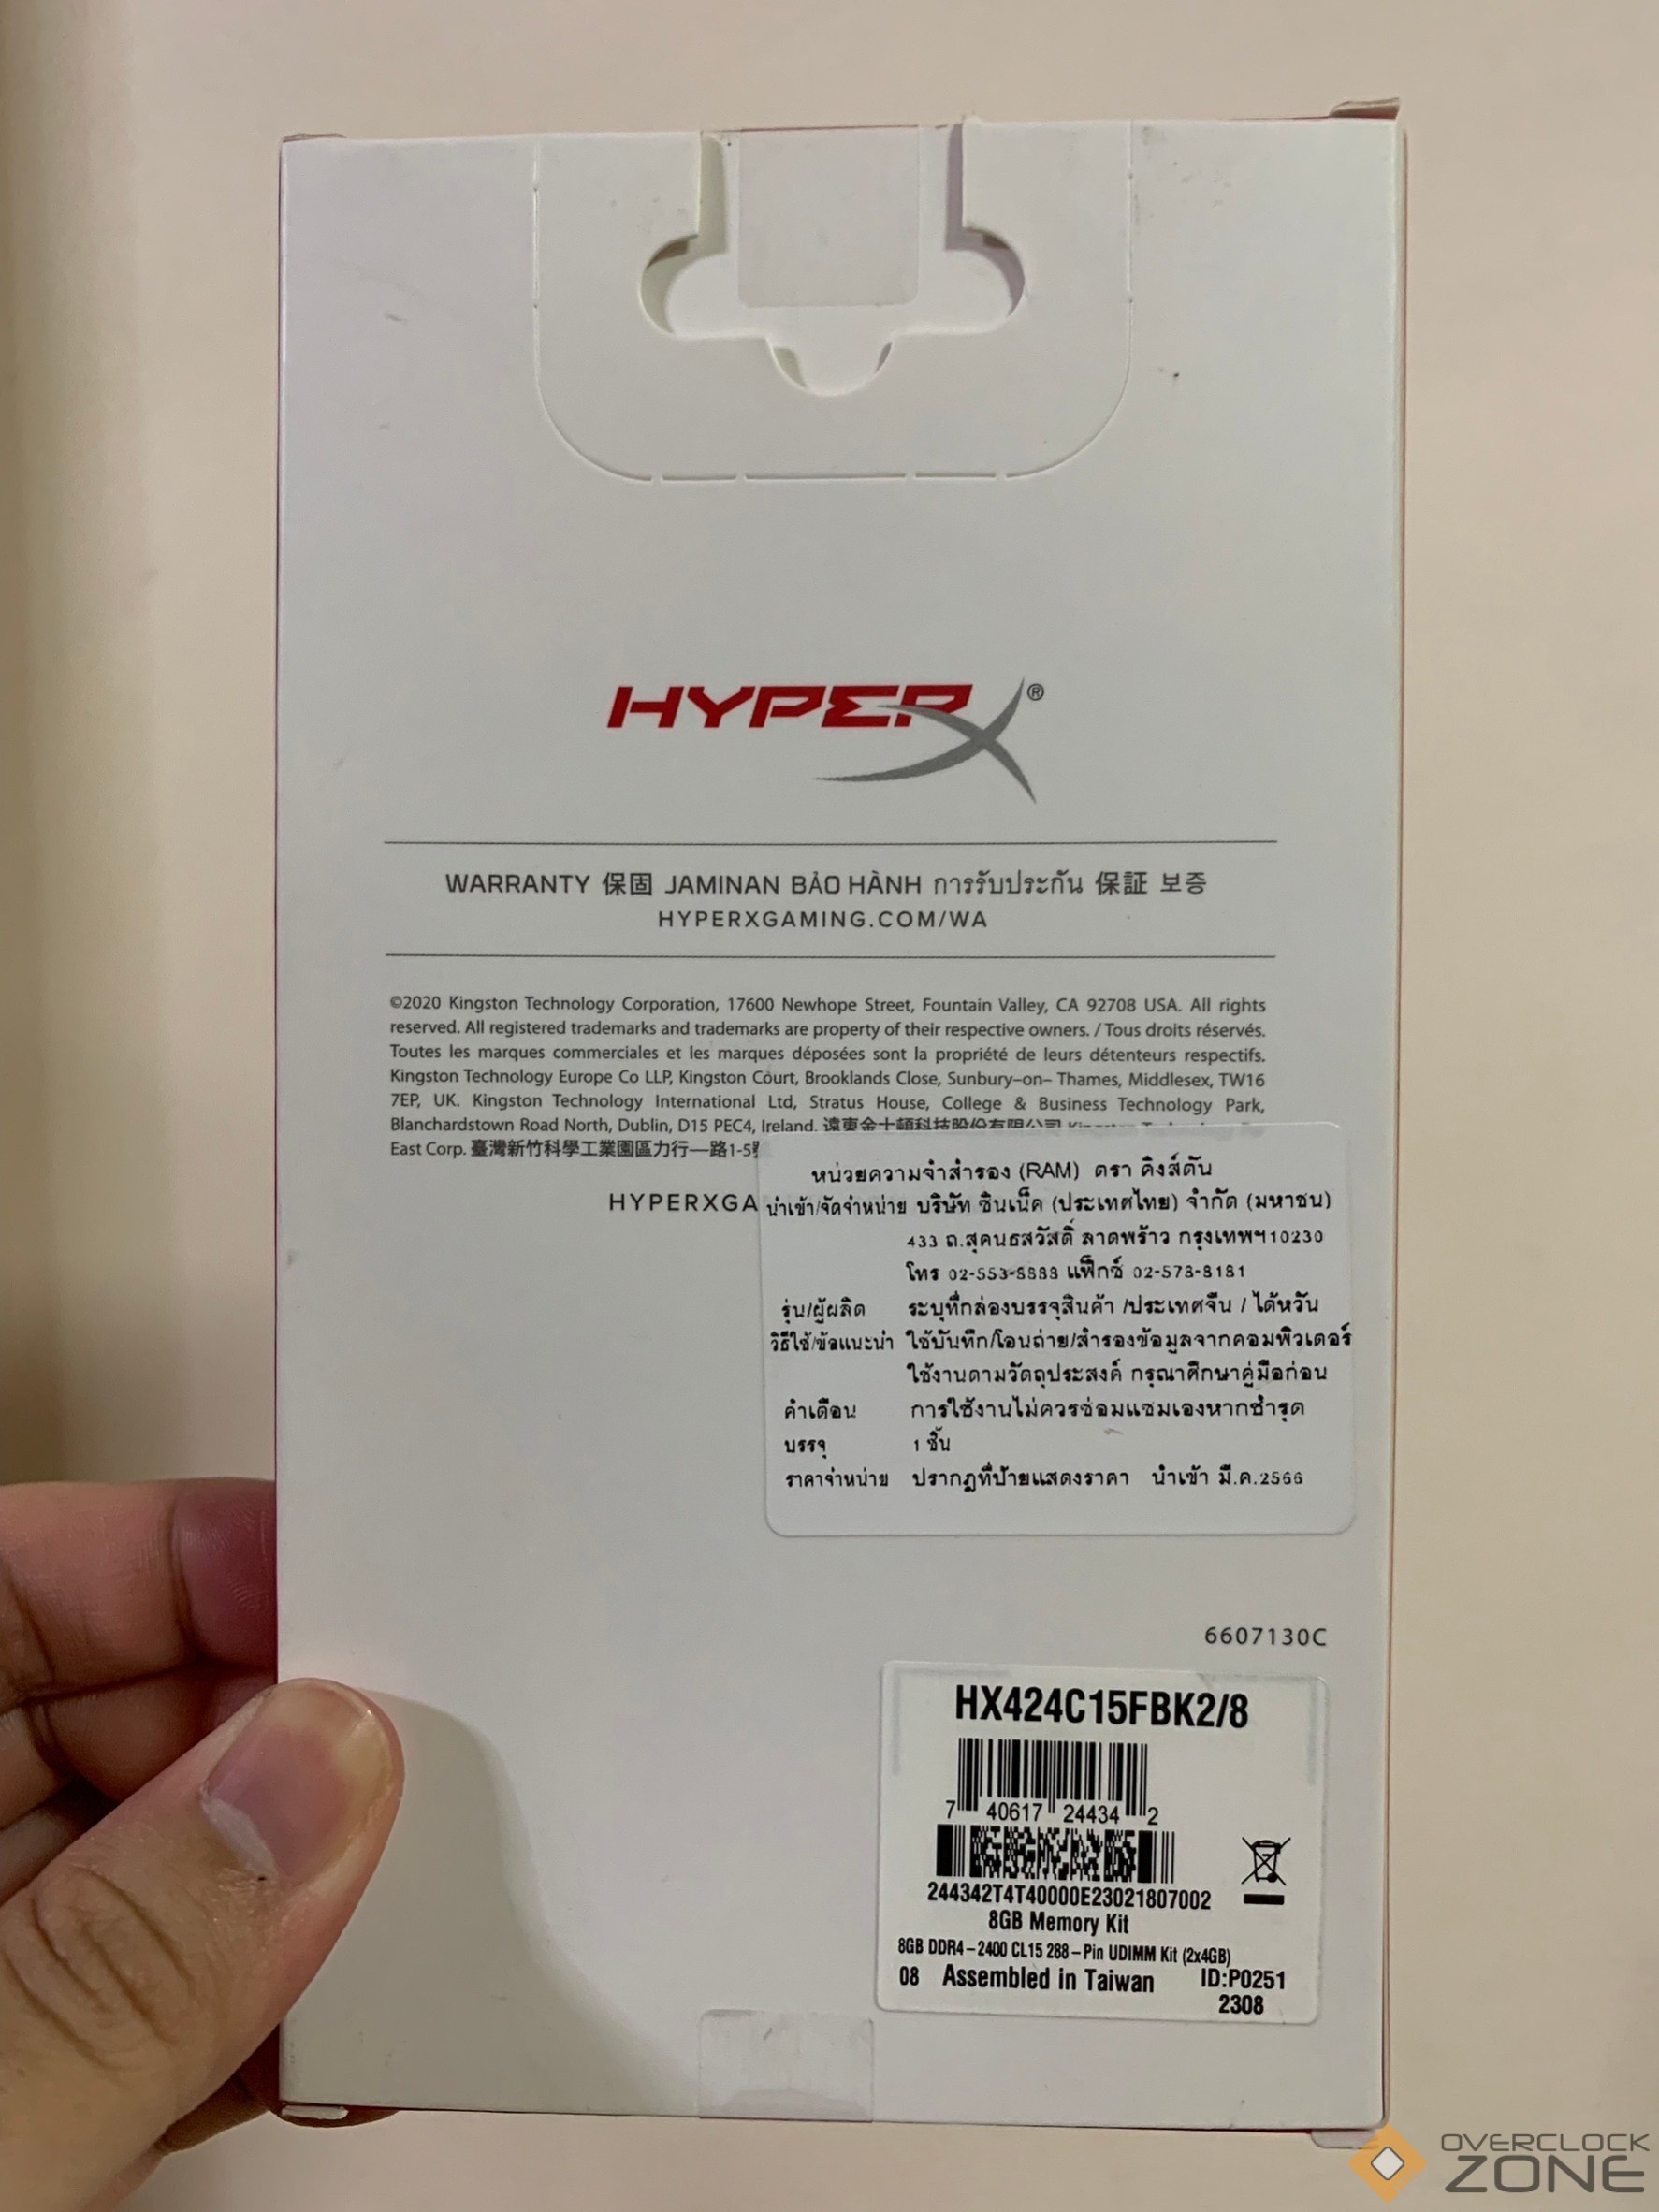 HYPERX®
WARRANTY 保固 JAMINAN BẢO HÀNH การรับประกัน 保証 보증
HYPERXGAMING.COM/WA
©2020 Kingston Technology Corporation, 17600 Newhope Street, Fountain Valley, CA 92708 USA. All rights
reserved. All registered trademarks and trademarks are property of their respective owners. / Tous droits réservés.
Toutes les marques commerciales et les marques déposées sont la propriété de leurs détenteurs respectifs.
Kingston Technology Europe Co LLP, Kingston Court, Brooklands Close, Sunbury–on– Thames, Middlesex, TW16
7EP, UK. Kingston Technology International Ltd, Stratus House, College & Business Technology Park,
Blanchardstown Road North, Dublin, D15 PEC4, Ireland. 遠東金士頓科技股份有限公司
East Corp. 臺灣新竹科學工業園區力行一路1-5
HYPERXGA
หน่วยความจำสำรอง (RAM) ตรา คิงส์ตัน
นำเข้า/จัดจำหน่าย บริษัท ซินเน็ค (ประเทศไทย) จำกัด (มหาชน)
433 ถ.สุคนธสวัสดิ์ ลาดพร้าว กรุงเทพฯ10230
โทร 02-553-8888 แฟ็กซ์ 02-578-8181
รุ่น/ผู้ผลิต ระบุที่กล่องบรรจุสินค้า /ประเทศจีน / ไต้หวัน
วิธีใช้/ข้อแนะนำ ใช้บันทึก/โอนถ่าย/สำรองข้อมูลจากคอมพิวเตอร์
ใช้งานตามวัตถุประสงค์ กรุณาศึกษาคู่มือก่อน
คำเตือน การใช้งานไม่ควรซ่อมแซมเองหากชำรุด
บรรจุ 1 ชิ้น
ราคาจำหน่าย ปรากฎที่ป้ายแสดงราคา นำเข้า มี.ค.2566
6607130C
HX424C15FBK2/8
7 40617 24434 2
244342T4T40000E23021807002
8GB Memory Kit
8GB DDR4-2400 CL15 288-Pin UDIMM Kit (2x4GB)
08 Assembled in Taiwan ID:P0251
2308
OVERCLOCK
ZONE